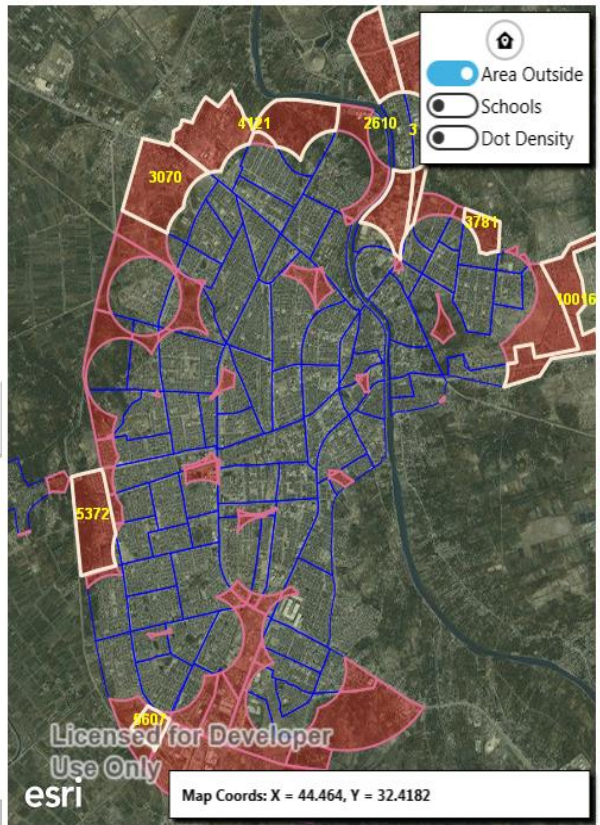 Area Outside
Schools
Dot Density
4121
2610
3070
3781
10016
5372
9607
Licensed for Developer
Use Only
esri
Map Coords: X = 44.464, Y = 32.4182